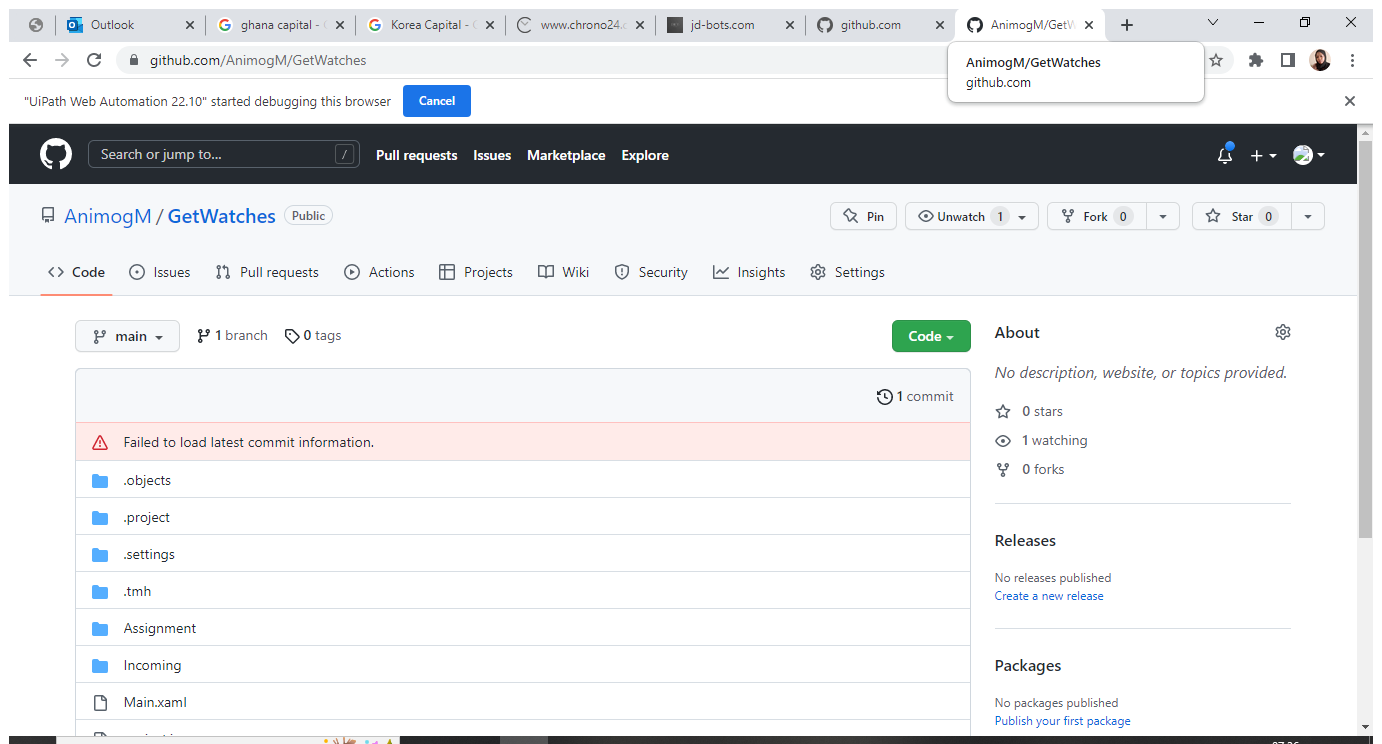 Outlook
ghana capital -
Korea Capital -
www.chrono24.
jd-bots.com
github.com
AnimogM/GetW
github.com/AnimogM/GetWatches
AnimogM/GetWatches
github.com
"UiPath Web Automation 22.10" started debugging this browser
Cancel
Search or jump to...
/
Pull requests
Issues
Marketplace
Explore
AnimogM / GetWatches
Public
Pin
Unwatch 1
Fork 0
Star 0
Code
Issues
Pull requests
Actions
Projects
Wiki
Security
Insights
Settings
main
1 branch
0 tags
Code
1 commit
Failed to load latest commit information.
.objects
.project
.settings
.tmh
Assignment
Incoming
Main.xaml
About
No description, website, or topics provided.
0 stars
1 watching
0 forks
Releases
No releases published
Create a new release
Packages
No packages published
Publish your first package